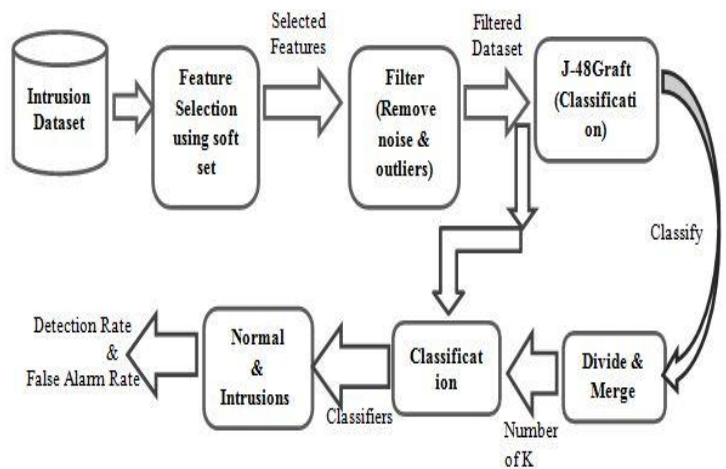 Intrusion
Dataset
Feature
Selection
using soft
set
Selected
Features
Filter
(Remove
noise &
outliers)
Filtered
Dataset
J-48Graft
(Classificati
on)
Classify
Divide &
Merge
Number
of K
Classificat
ion
Classifiers
Normal
&
Intrusions
Detection Rate
&
False Alarm Rate